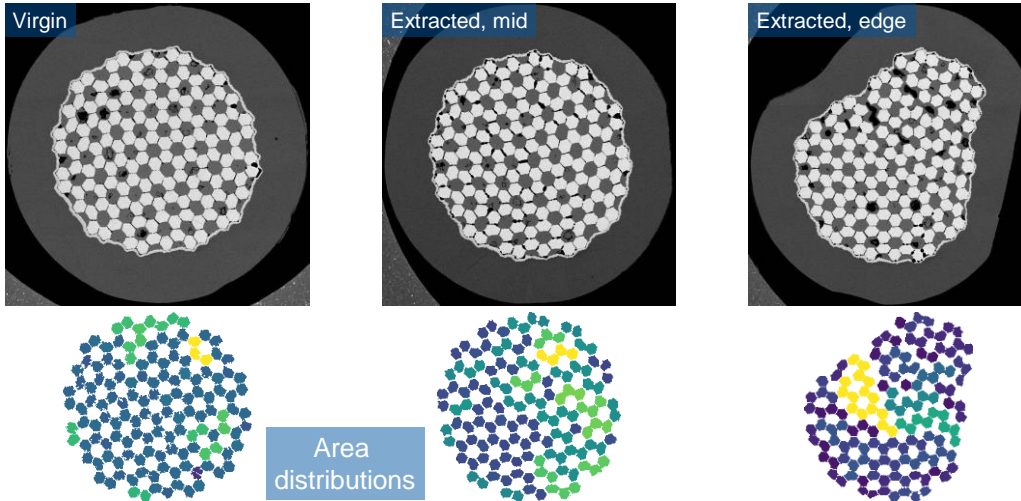 Virgin
Extracted, mid
Extracted, edge
Area
distributions